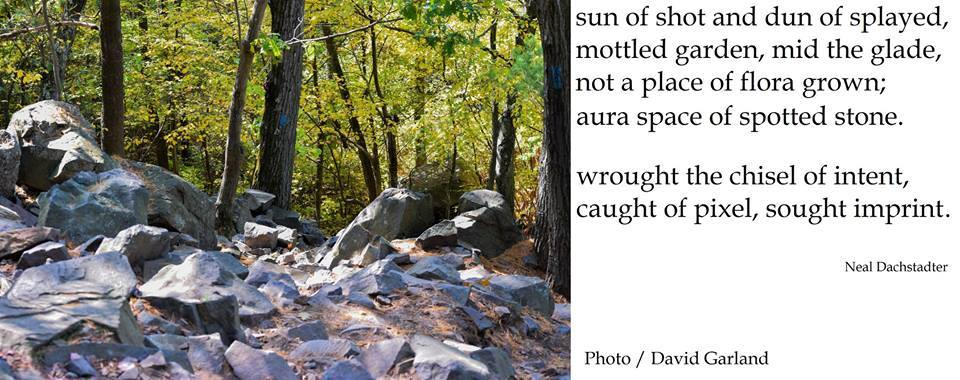 sun of shot and dun of splayed,
mottled garden, mid the glade,
not a place of flora grown;
aura space of spotted stone.
wrought the chisel of intent,
caught of pixel, sought imprint.
Neal Dachstadter
Photo / David Garland